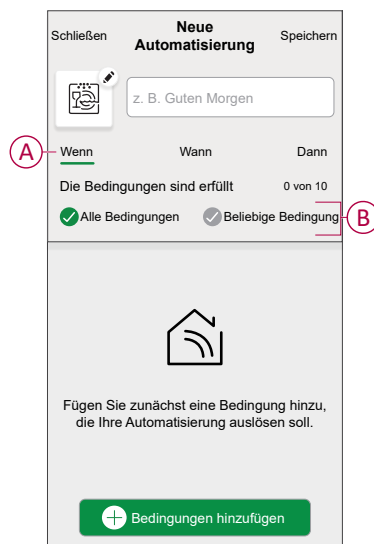 Schließen
Neue
Automatisierung
Speichern
z. B. Guten Morgen
A
Wenn
Wann
Dann
Die Bedingungen sind erfüllt
0 von 10
Alle Bedingungen
Beliebige Bedingung
B
Fügen Sie zunächst eine Bedingung hinzu,
die Ihre Automatisierung auslösen soll.
Bedingungen hinzufügen